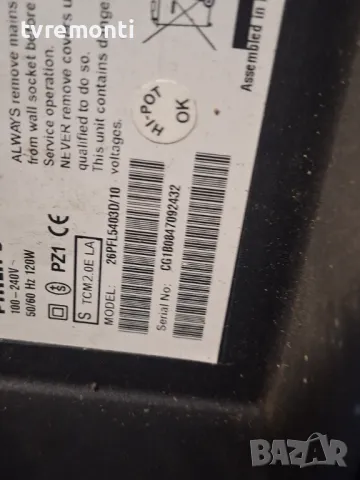 tvremonti
ALWAYS remove mains
from wall socket before
Service operation.
NEVER remove covers u
qualified to do so.
This unit contains dange
voltages.
HI-POT
OK
Assembled in
100-240V~
50/60 Hz 120W
PZ1 CE
S TCM2.0E LA
MODEL: 26PFL5403D/10
Serial No: CG1B0847092432
BAZAR